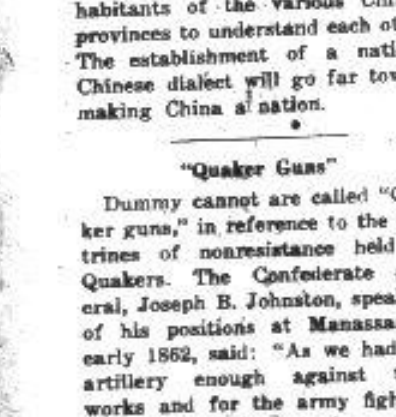 habitants of the various Chi
provinces to understand each ot
The establishment of a nati
Chinese dialect will go far tow
making China a nation.
"Quaker Guns"
Dummy cannot are called "Q
ker guns," in reference to the
trines of nonresistance held
Quakers. The Confederate
eral, Joseph B. Johnston, spea
of his positions at Manassa
early 1862, said: "As we had
artillery enough against
works and for the army figh